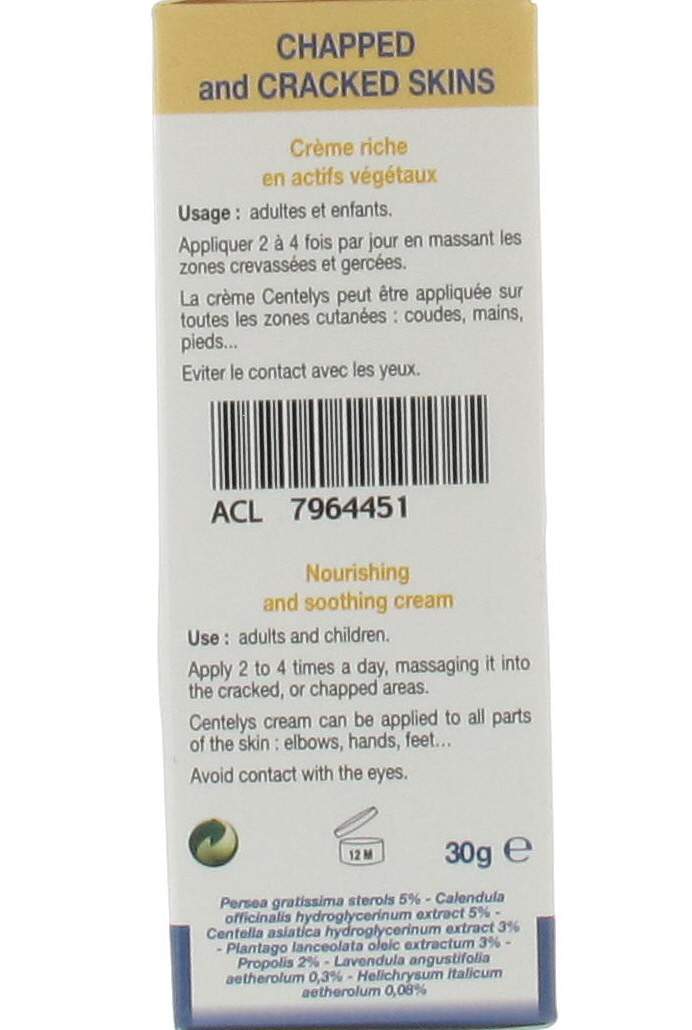 CHAPPED
and CRACKED SKINS
Crème riche
en actifs végétaux
Usage : adultes et enfants.
Appliquer 2 à 4 fois par jour en massant les
zones crevassées et gercées.
La crème Centelys peut être appliquée sur
toutes les zones cutanées : coudes, mains,
pieds...
Eviter le contact avec les yeux.
ACL 7964451
Nourishing
and soothing cream
Use : adults and children.
Apply 2 to 4 times a day, massaging it into
the cracked, or chapped areas.
Centelys cream can be applied to all parts
of the skin : elbows, hands, feet...
Avoid contact with the eyes.
12 M
30g e
Persea gratissima sterols 5% - Calendula
officinalis hydroglycerinum extract 5% -
Centella asiatica hydroglycerinum extract 3%
- Plantago lanceolata oleic extractum 3% -
Propolis 2% - Lavendula angustifolia
aetherolum 0,3% - Helichrysum italicum
aetherolum 0,08%